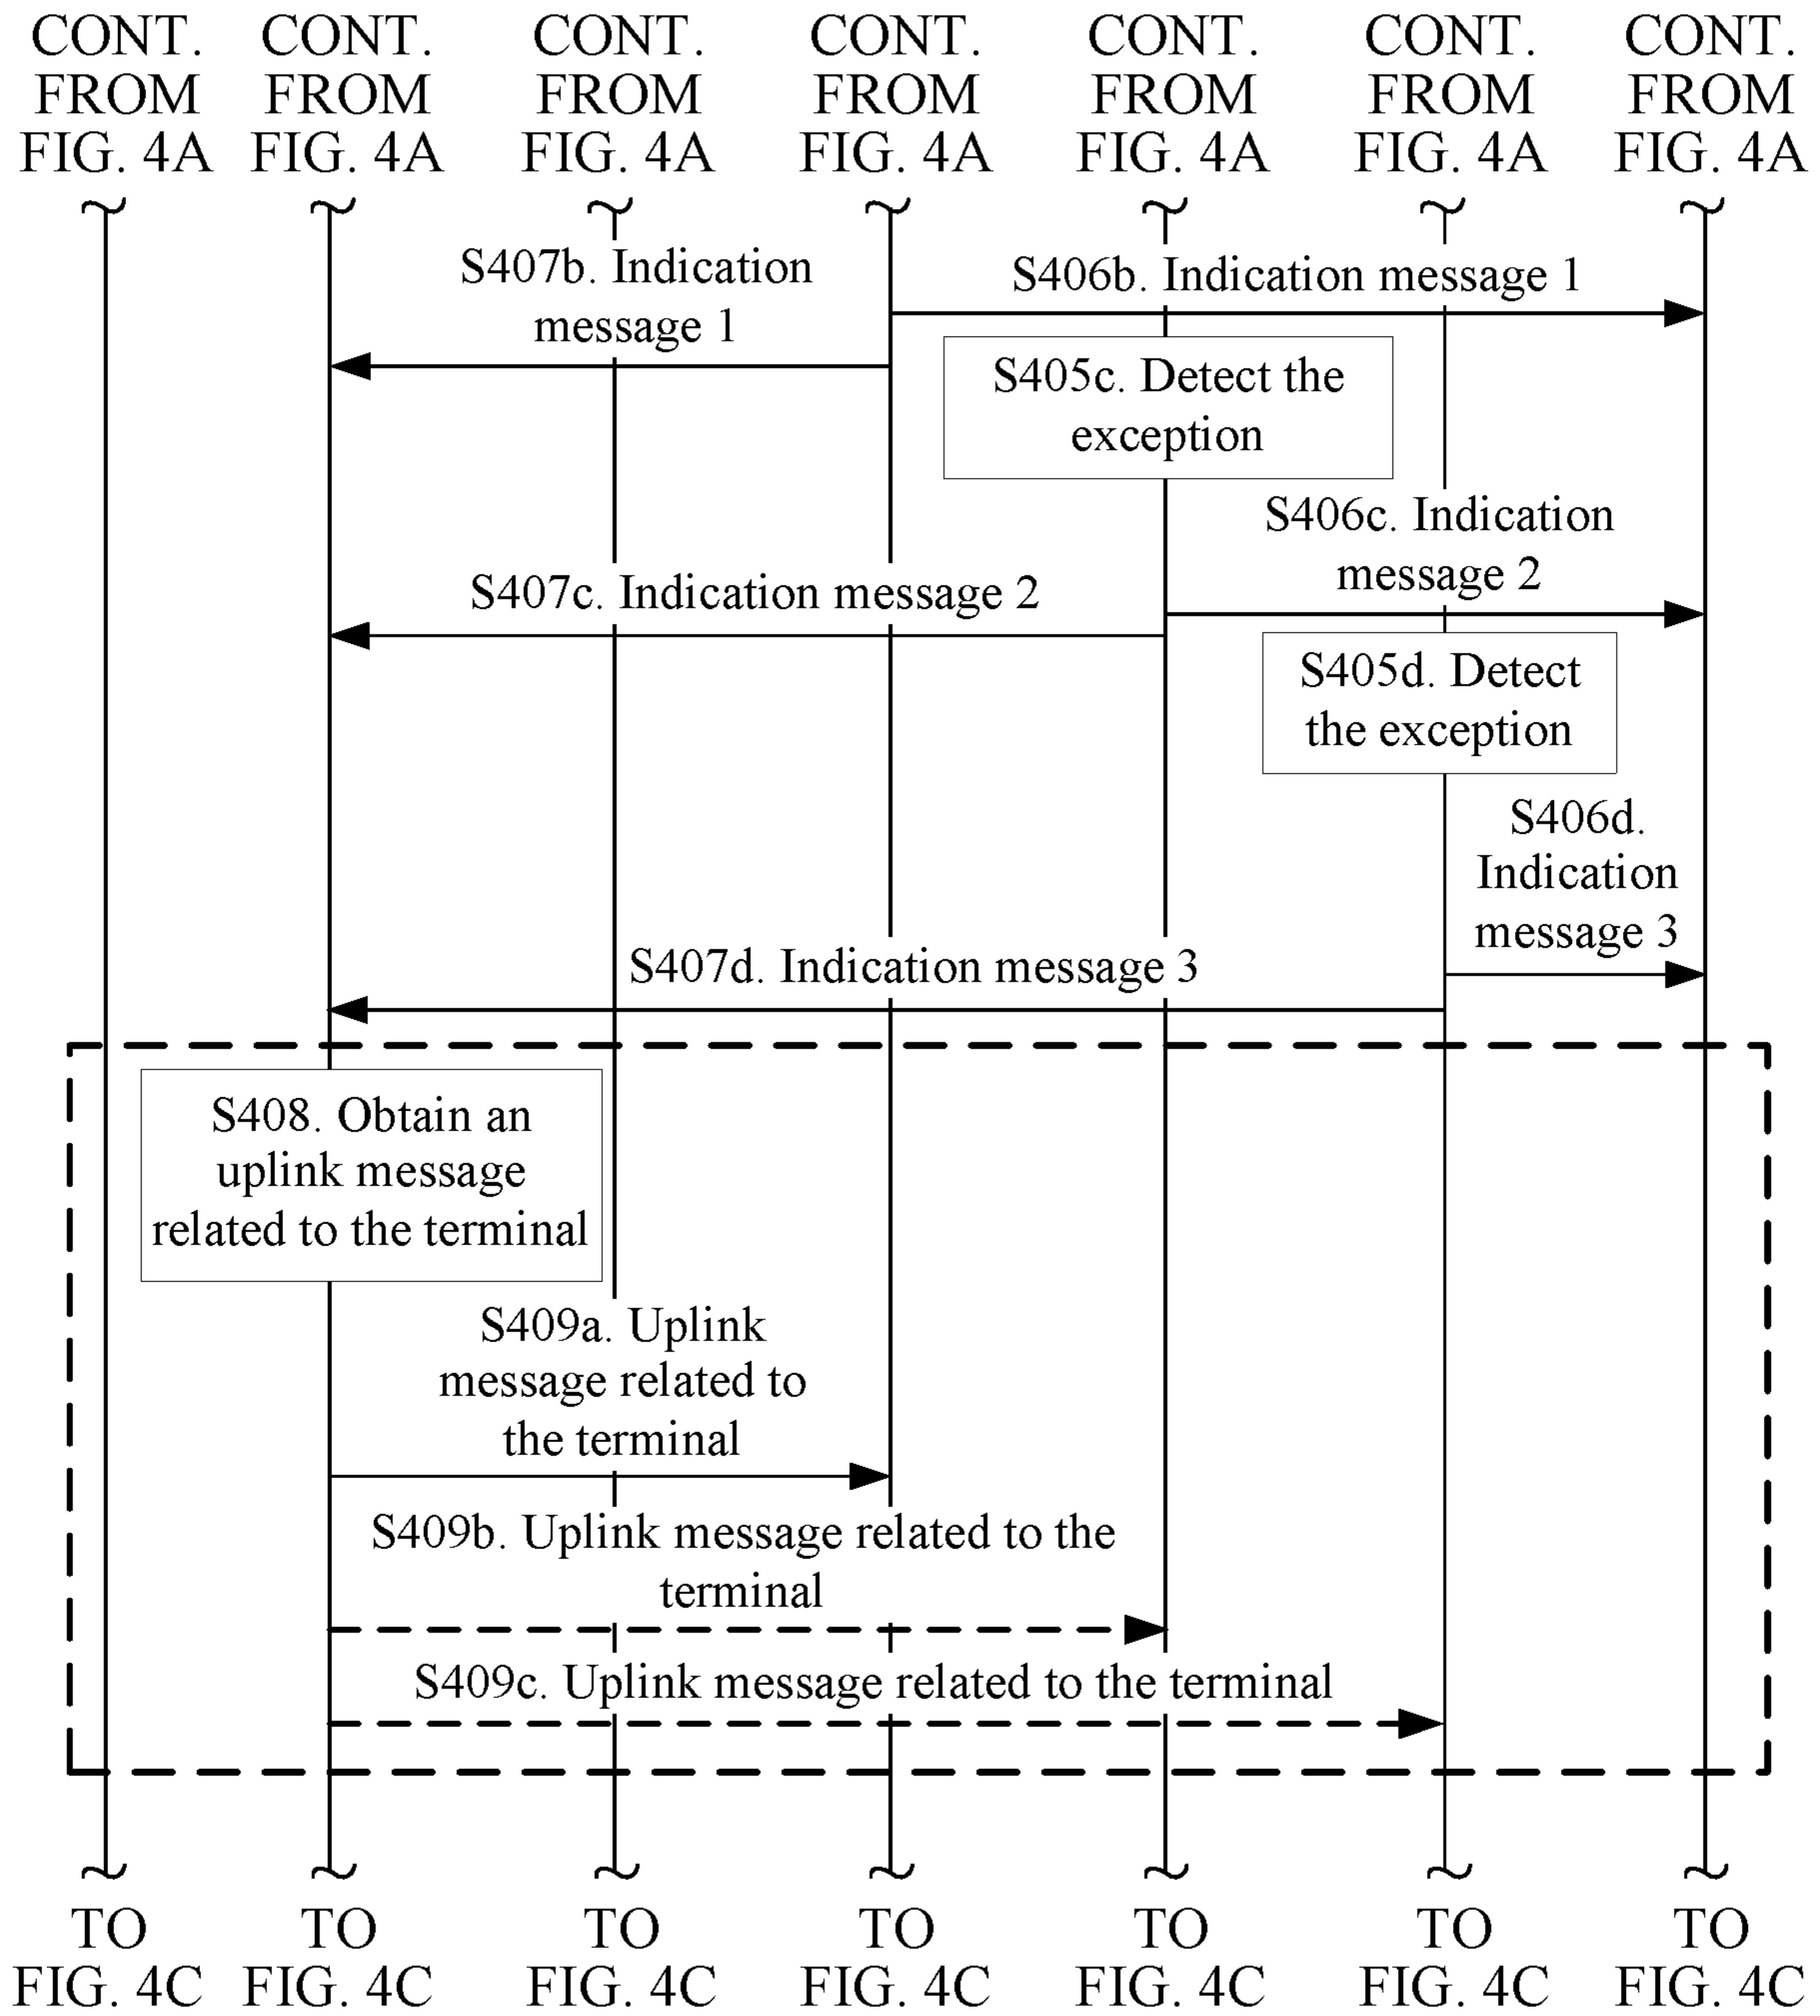 CONT. CONT. CONT. CONT. CONT. CONT. CONT.
FROM FROM FROM FROM FROM FROM FROM
FIG. 4A FIG. 4A FIG. 4A FIG. 4A FIG. 4A FIG. 4A FIG. 4A
S407b. Indication
message 1
S406b. Indication message 1
S405c. Detect the
exception
S406c. Indication
message 2
S407c. Indication message 2
S405d. Detect
the exception
S406d.
Indication
message 3
S407d. Indication message 3
S408. Obtain an
uplink message
related to the terminal
S409a. Uplink
message related to
the terminal
S409b. Uplink message related to the
terminal
S409c. Uplink message related to the terminal
TO TO TO TO TO TO TO
FIG. 4C FIG. 4C FIG. 4C FIG. 4C FIG. 4C FIG. 4C FIG. 4C